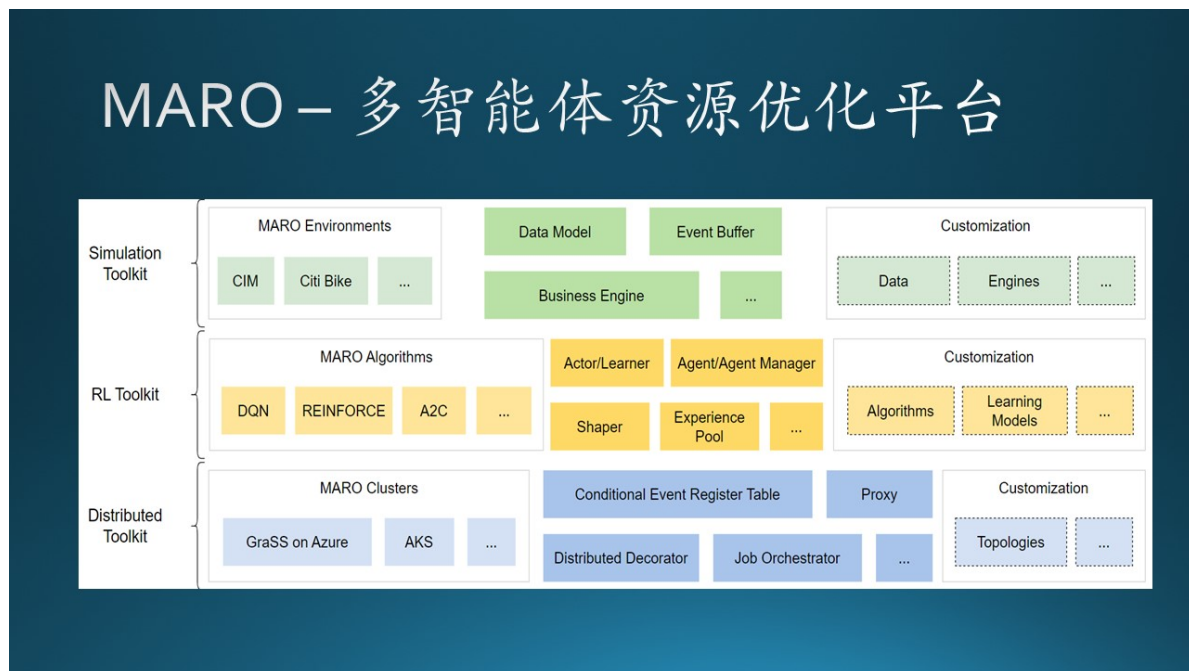 MARO – 多智能体资源优化平台
Simulation
Toolkit
MARO Environments
CIM
Citi Bike
...
Data Model
Event Buffer
Business Engine
...
Customization
Data
Engines
...
RL Toolkit
MARO Algorithms
DQN
REINFORCE
A2C
...
Actor/Learner
Agent/Agent Manager
Shaper
Experience
Pool
...
Customization
Algorithms
Learning
Models
...
Distributed
Toolkit
MARO Clusters
GraSS on Azure
AKS
...
Conditional Event Register Table
Proxy
Distributed Decorator
Job Orchestrator
...
Customization
Topologies
...